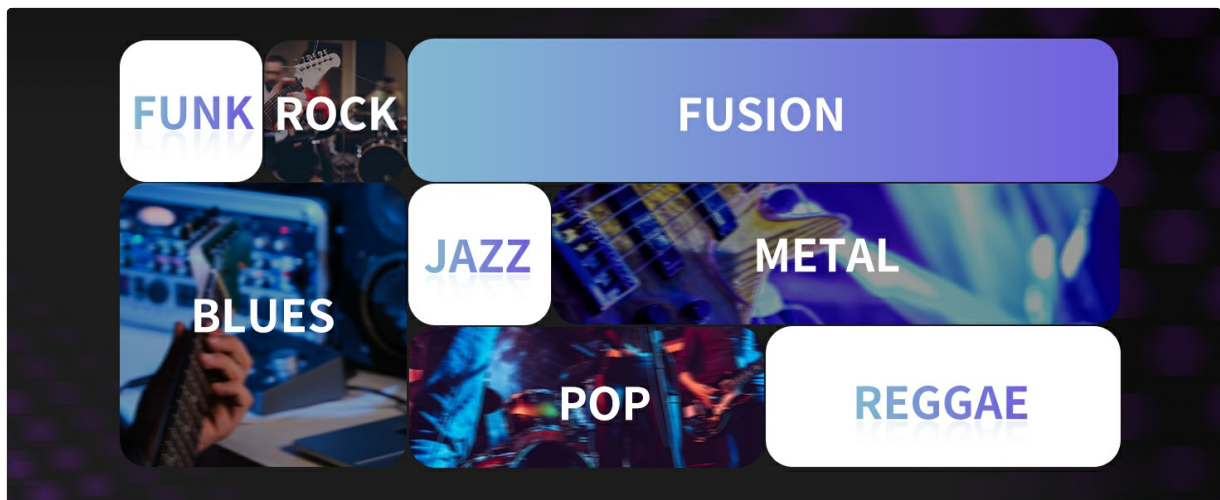 FUNK
ROCK
FUSION
BLUES
JAZZ
METAL
POP
REGGAE